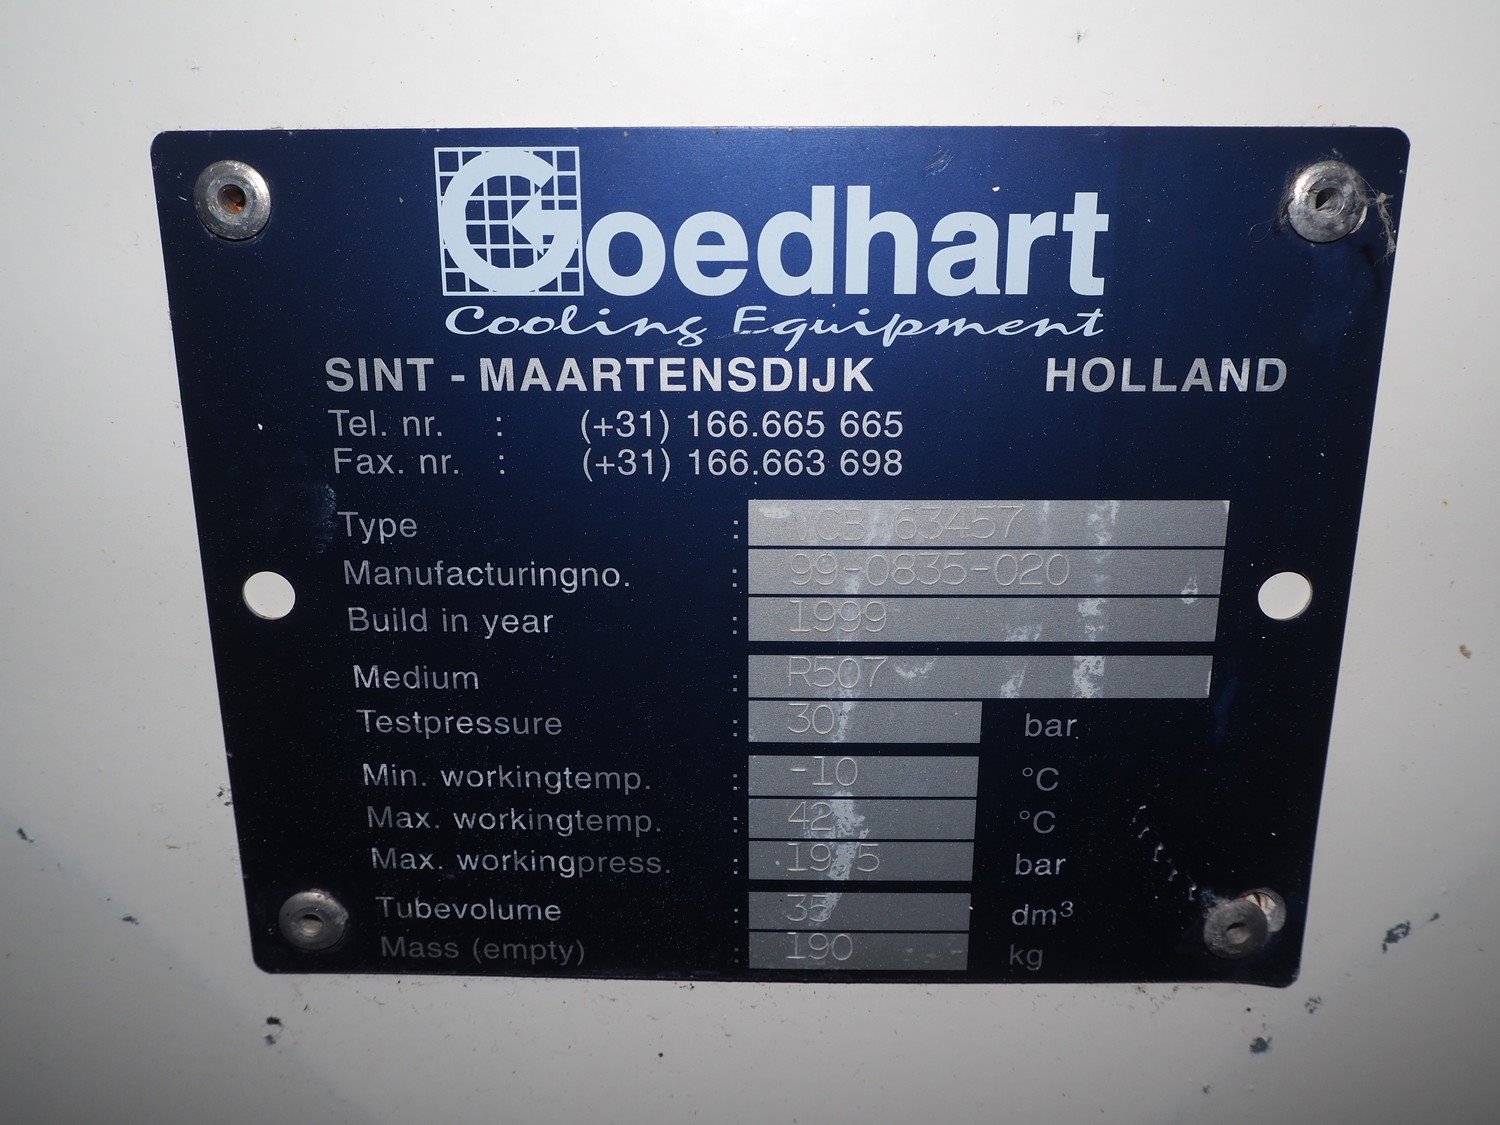 Goedhart
Cooling Equipment
SINT - MAARTENSDIJK HOLLAND
Tel. nr. : (+31) 166.665 665
Fax. nr. : (+31) 166.663 698
Type : VCB 63457
Manufacturingno. : 99-0835-020
Build in year : 1999
Medium : R507
Testpressure : 30 bar
Min. workingtemp. : -10 °C
Max. workingtemp. : 42 °C
Max. workingpress. : 19.5 bar
Tubevolume : 35 dm³
Mass (empty) : 190 kg